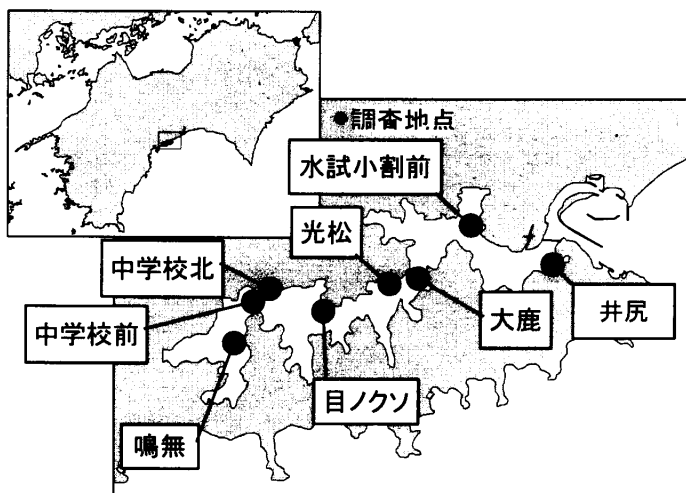 ●調査地点
水試小割前
光松
中学校北
中学校前
大鹿
井尻
目ノクソ
鳴無